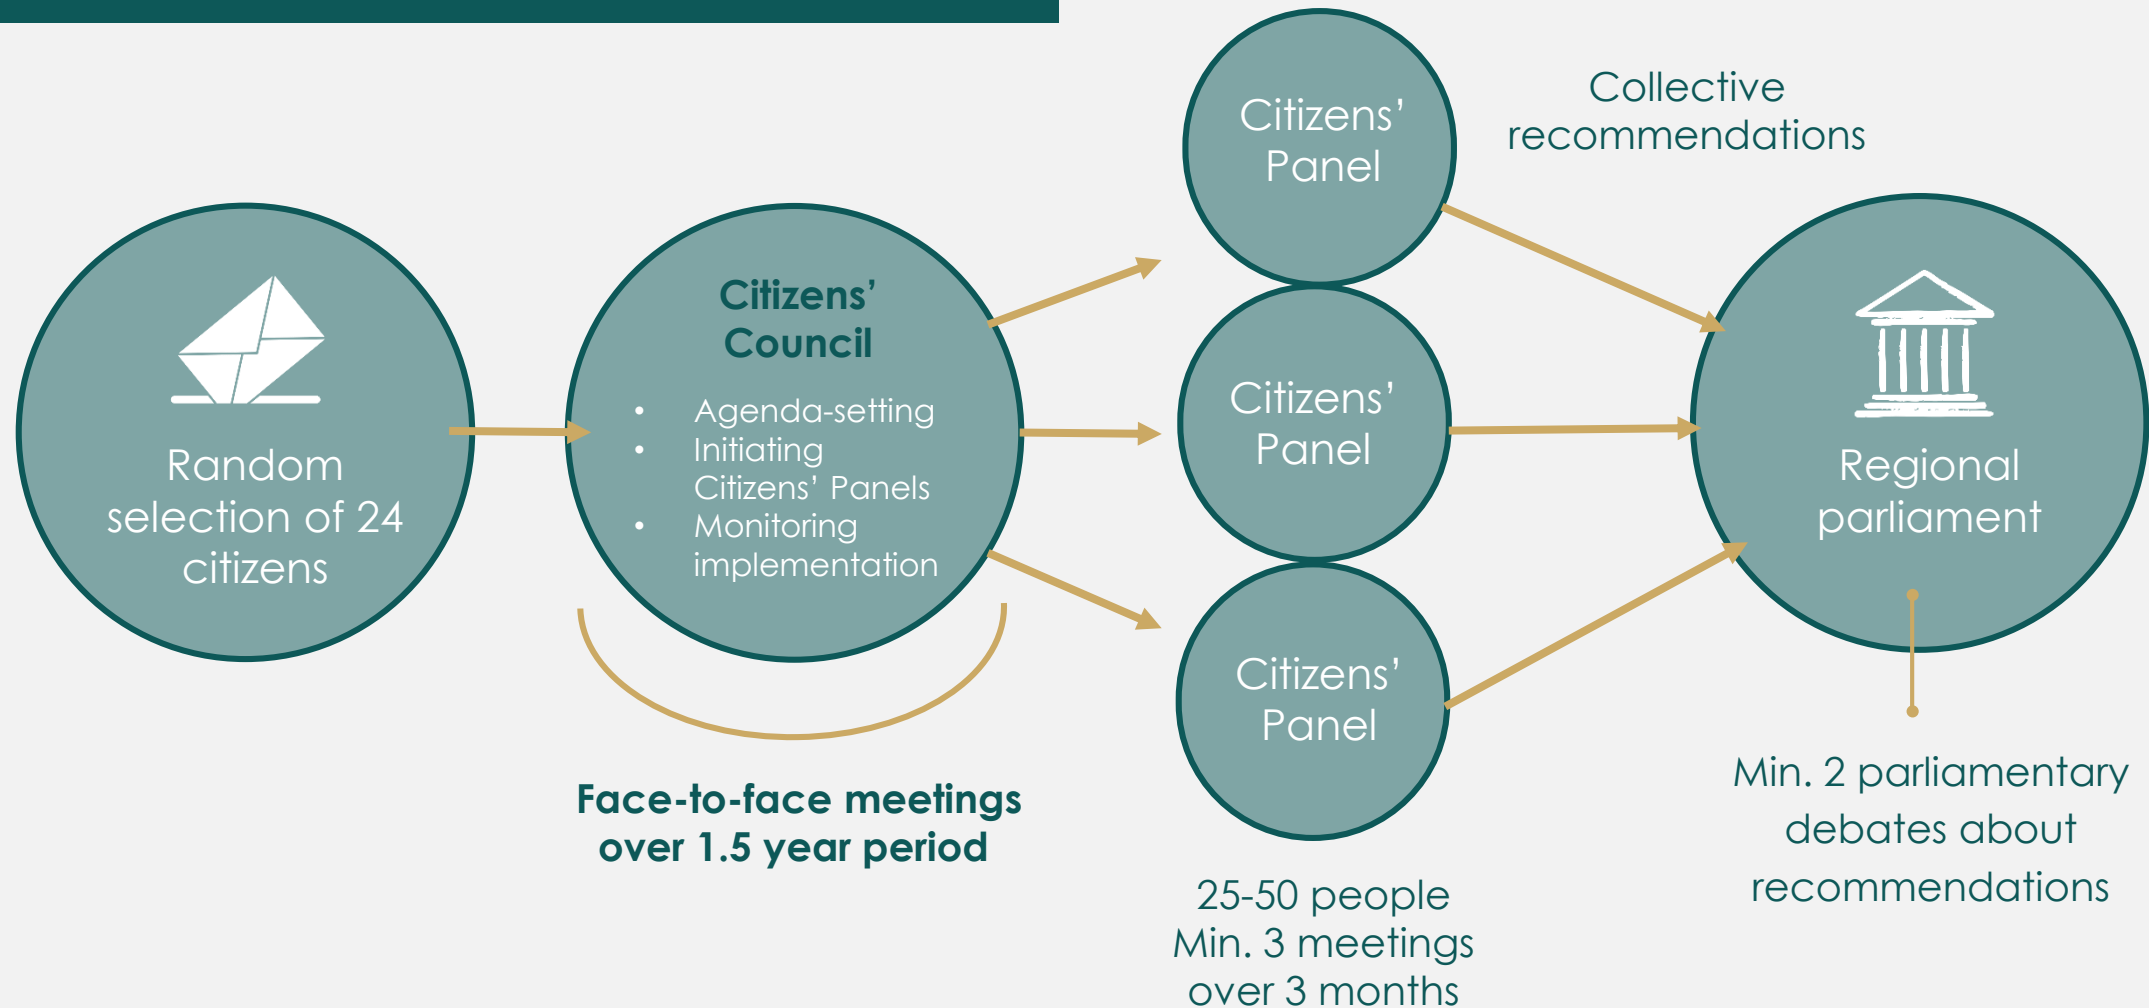 Random
selection of 24
citizens
Citizens’
Council
• Agenda-setting
• Initiating
Citizens’ Panels
• Monitoring
implementation
Face-to-face meetings
over 1.5 year period
Citizens’
Panel
Citizens’
Panel
Citizens’
Panel
25-50 people
Min. 3 meetings
over 3 months
Collective
recommendations
Regional
parliament
Min. 2 parliamentary
debates about
recommendations